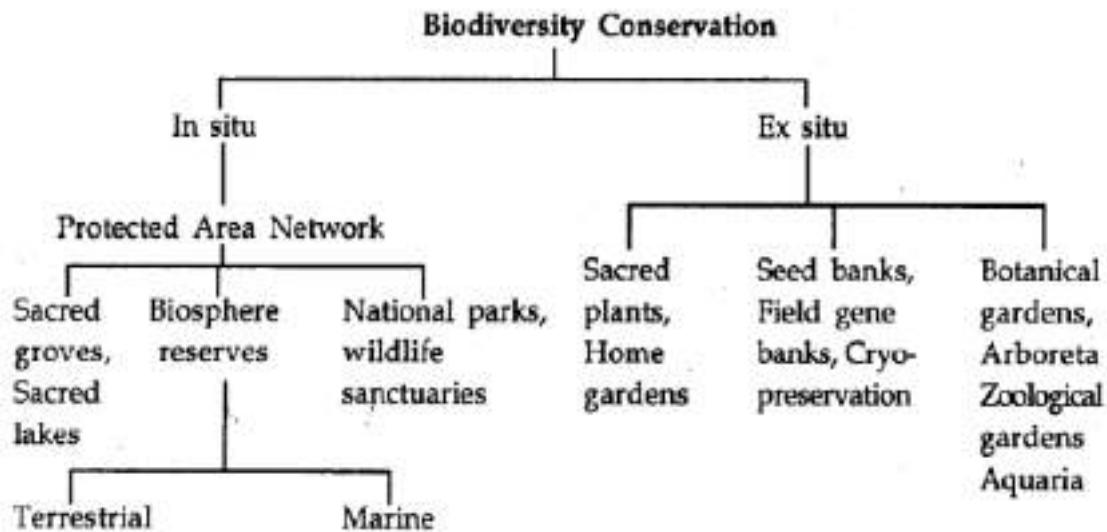 Biodiversity Conservation
In situ
Ex situ
Protected Area Network
Sacred
groves,
Sacred
lakes
Biosphere
reserves
National parks,
wildlife
sanctuaries
Sacred
plants,
Home
gardens
Seed banks,
Field gene
banks, Cryo-
preservation
Botanical
gardens,
Arboreta
Zoological
gardens
Aquaria
Terrestrial
Marine